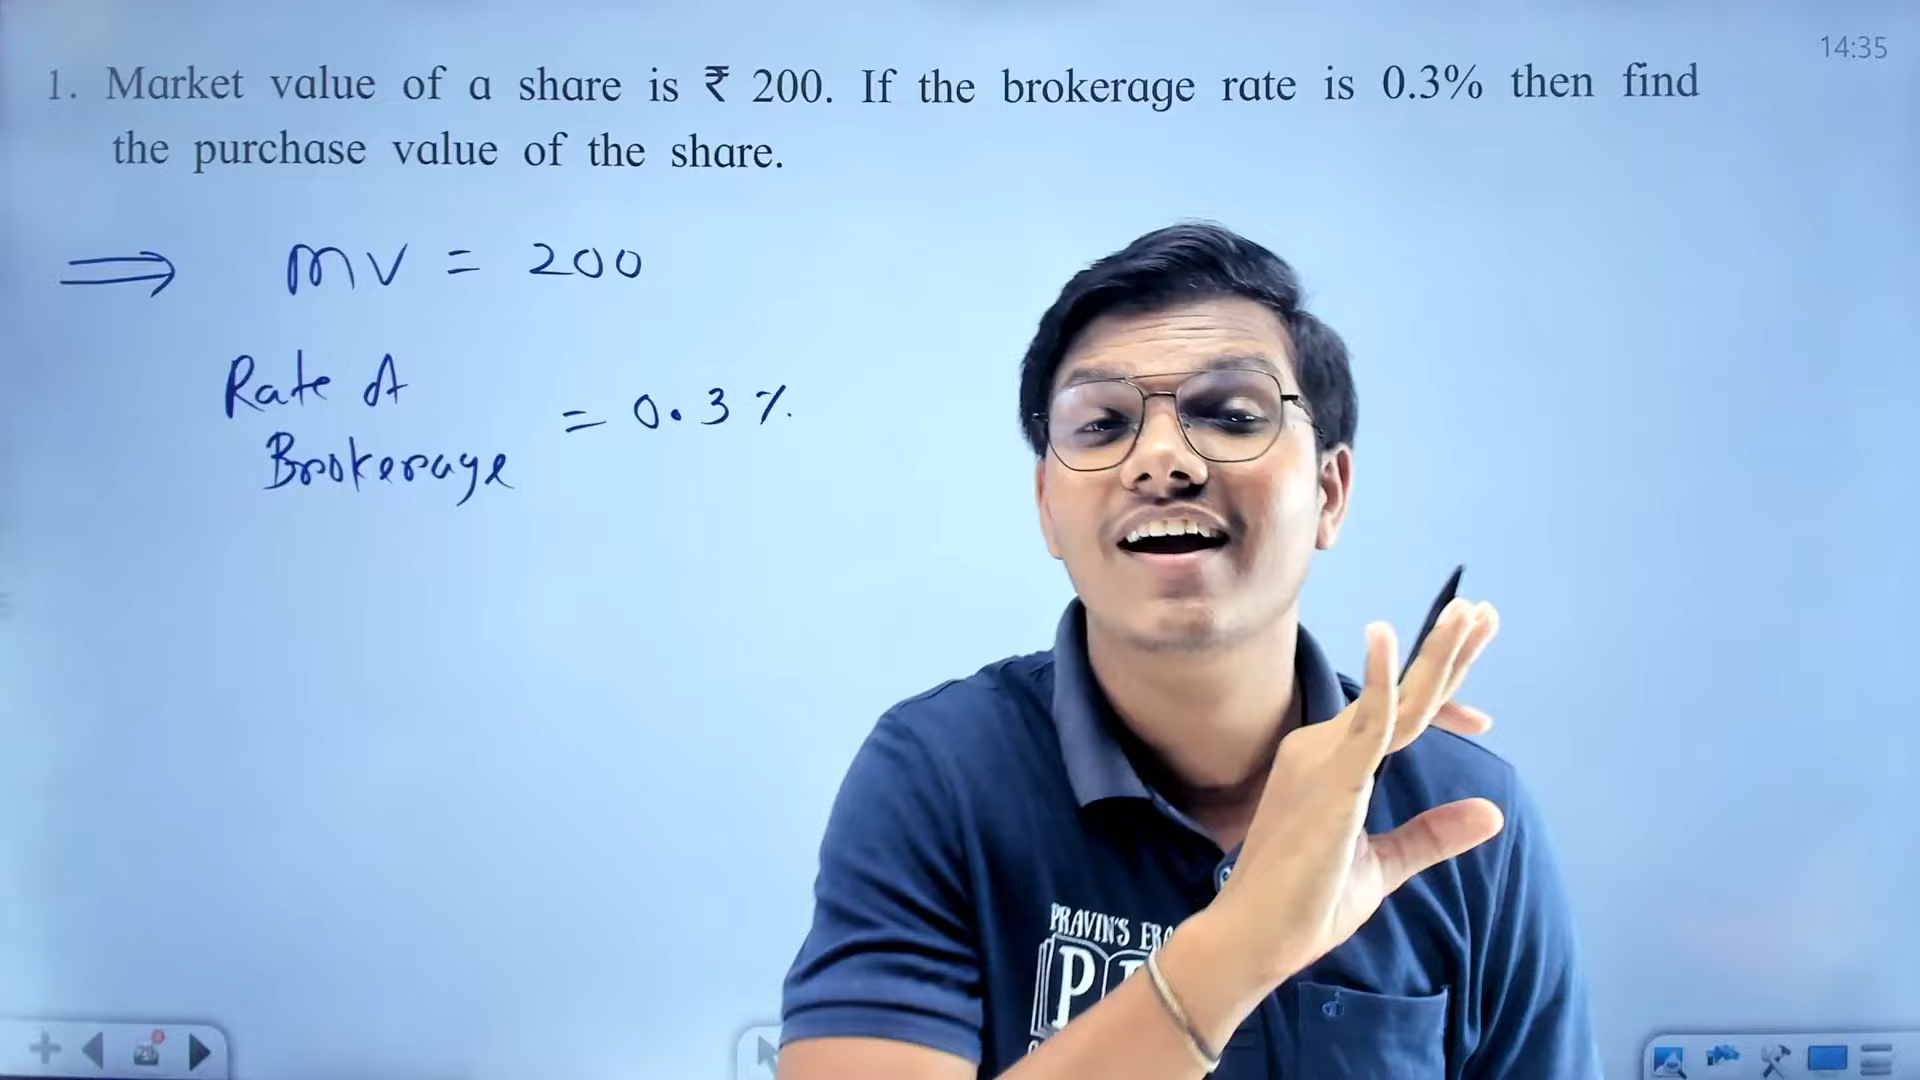 14:35
1. Market value of a share is ₹ 200. If the brokerage rate is 0.3% then find
the purchase value of the share.
⇒ MV = 200
Rate of
= 0.3 %
Brokerage
PRAVIN'S
P